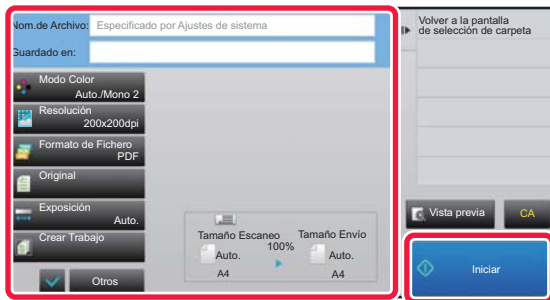 Nom.de Archivo: Especificado por Ajustes de sistema
Guardado en:
Modo Color
Auto./Mono 2
Resolución
200x200dpi
Formato de Fichero
PDF
Original
Exposición
Auto.
Crear Trabajo
Otros
Tamaño Escaneo
100%
Tamaño Envio
Auto.
Auto.
A4
A4
Volver a la pantalla
de selección de carpeta
Vista previa
CA
Iniciar